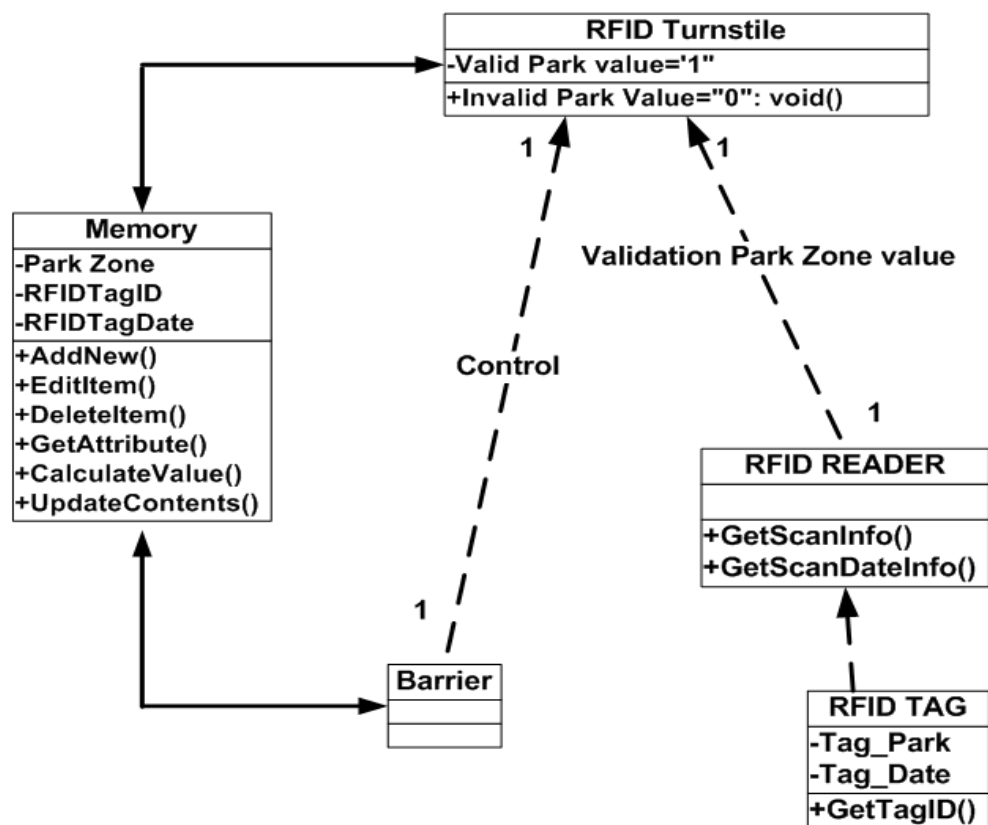 RFID Turnstile
-Valid Park value='1"
+Invalid Park Value="0": void()
1
1
Memory
-Park Zone
-RFIDTagID
-RFIDTagDate
+AddNew()
+EditItem()
+DeleteItem()
+GetAttribute()
+CalculateValue()
+UpdateContents()
Validation Park Zone value
Control
1
RFID READER
+GetScanInfo()
+GetScanDateInfo()
1
Barrier
RFID TAG
-Tag_Park
-Tag_Date
+GetTagID()